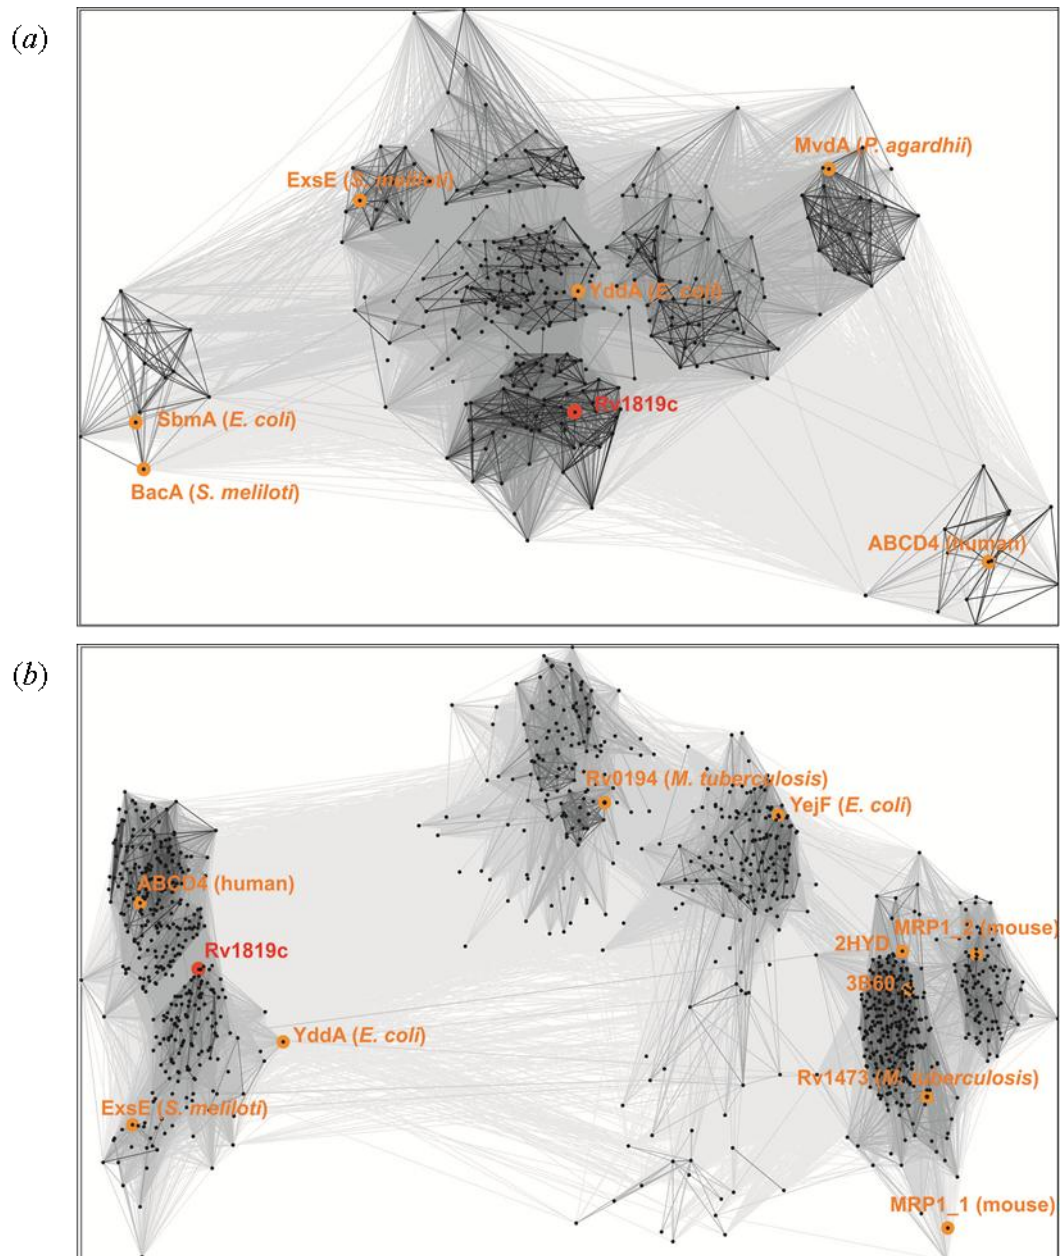 (a)
MvdA (P. agardhii)
ExsE (S. meliloti)
YddA (E. coli)
Rv1819c
SbmA (E. coli)
BacA (S. meliloti)
ABCD4 (human)
(b)
Rv0194 (M. tuberculosis)
YejF (E. coli)
ABCD4 (human)
MRP1_2 (mouse)
2HYD
Rv1819c
3B60
YddA (E. coli)
Rv1473 (M. tuberculosis)
ExsE (S. meliloti)
MRP1_1 (mouse)